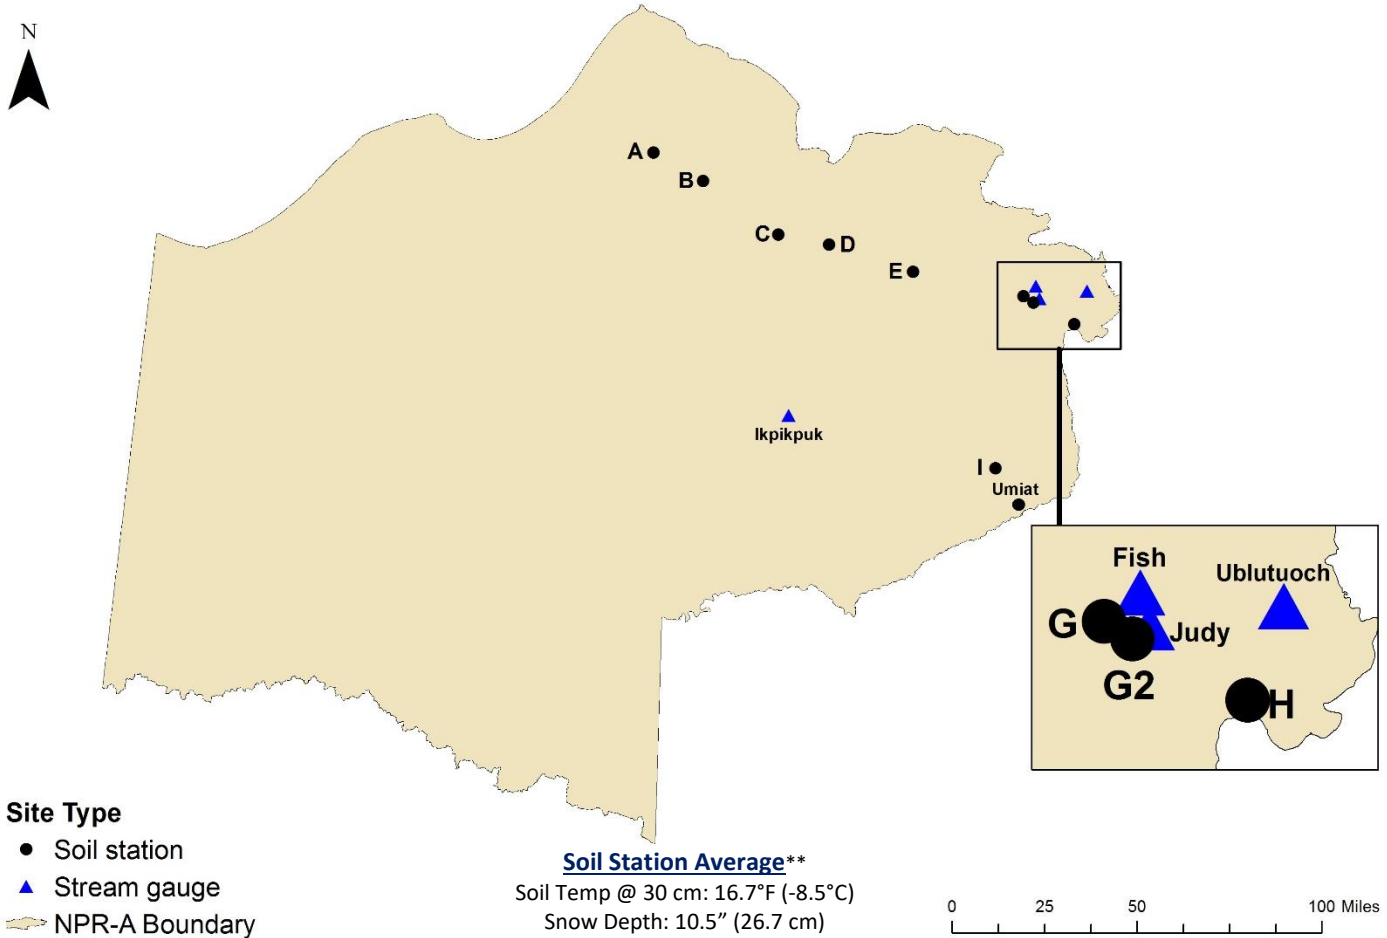 N
A
B
C
D
E
Ikpikpuk
I
Umiat
Fish
Ublutuoch
G
Judy
G2
H
Site Type
Soil station
Stream gauge
NPR-A Boundary
Soil Station Average**
Soil Temp @ 30 cm: 16.7°F (-8.5°C)
Snow Depth: 10.5” (26.7 cm)
0 25 50 100 Miles